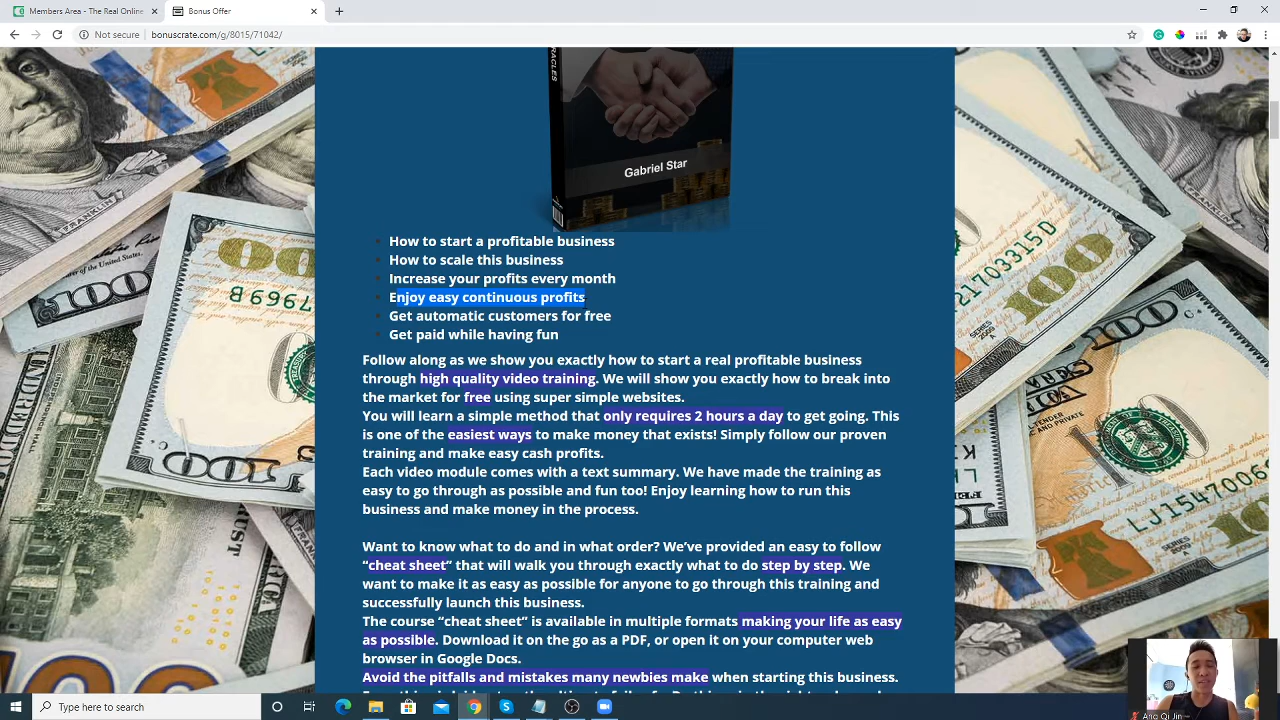 Members Area - The Real Online
Bonus Offer
Not secure
bonuscrate.com/g/8015/71042/
RACLES
Gabriel Star
How to start a profitable business
How to scale this business
Increase your profits every month
Enjoy easy continuous profits
Get automatic customers for free
Get paid while having fun
Follow along as we show you exactly how to start a real profitable business
through high quality video training. We will show you exactly how to break into
the market for free using super simple websites.
You will learn a simple method that only requires 2 hours a day to get going. This
is one of the easiest ways to make money that exists! Simply follow our proven
training and make easy cash profits.
Each video module comes with a text summary. We have made the training as
easy to go through as possible and fun too! Enjoy learning how to run this
business and make money in the process.
Want to know what to do and in what order? We’ve provided an easy to follow
“cheat sheet” that will walk you through exactly what to do step by step. We
want to make it as easy as possible for anyone to go through this training and
successfully launch this business.
The course “cheat sheet” is available in multiple formats making your life as easy
as possible. Download it on the go as a PDF, or open it on your computer web
browser in Google Docs.
Avoid the pitfalls and mistakes many newbies make when starting this business.
FRANKLIN
100
100
100
SERIES
Type here to search
Ang Qi Jin